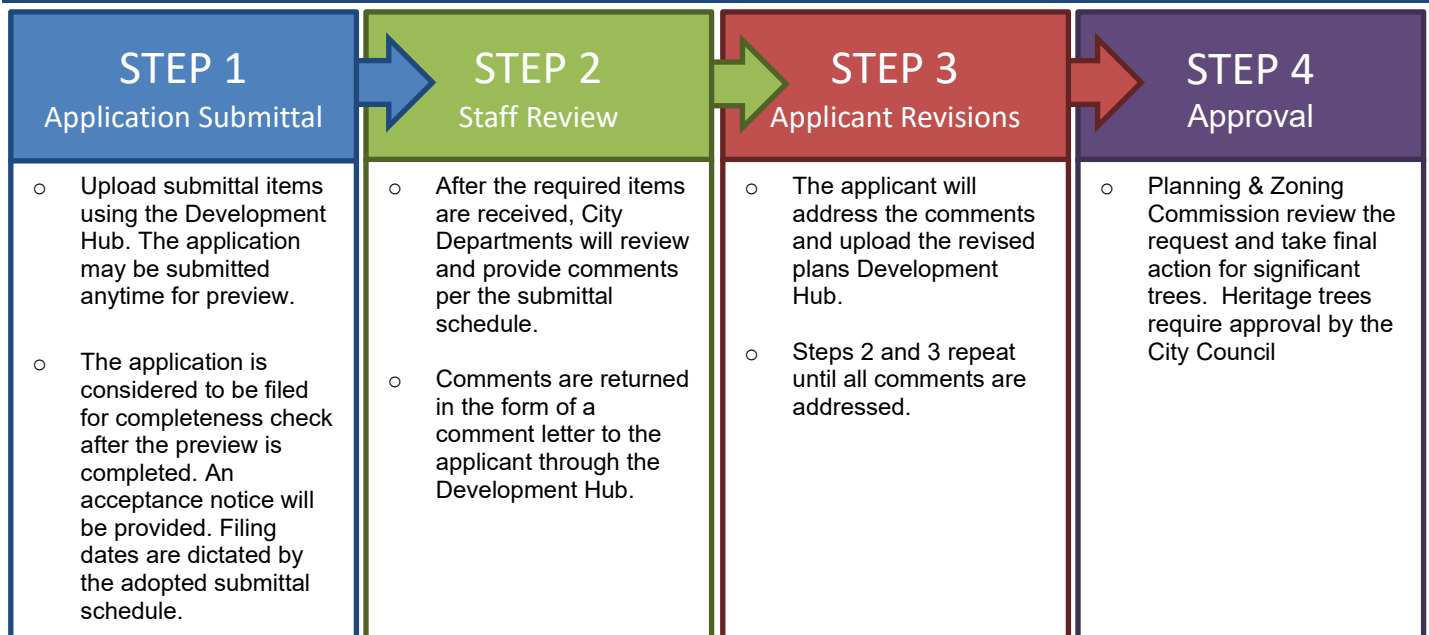 STEP 1
Application Submittal
○ Upload submittal items
using the Development
Hub. The application
may be submitted
anytime for preview.
○ The application is
considered to be filed
for completeness check
after the preview is
completed. An
acceptance notice will
be provided. Filing
dates are dictated by
the adopted submittal
schedule.
STEP 2
Staff Review
○ After the required items
are received, City
Departments will review
and provide comments
per the submittal
schedule.
○ Comments are returned
in the form of a
comment letter to the
applicant through the
Development Hub.
STEP 3
Applicant Revisions
○ The applicant will
address the comments
and upload the revised
plans Development
Hub.
○ Steps 2 and 3 repeat
until all comments are
addressed.
STEP 4
Approval
○ Planning & Zoning
Commission review the
request and take final
action for significant
trees.  Heritage trees
require approval by the
City Council